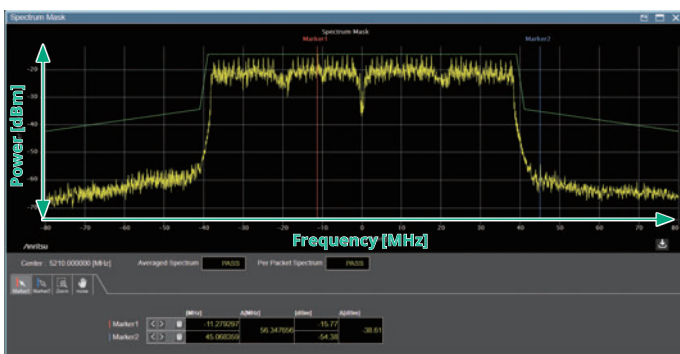 Spectrum Mask
Spectrum Mask
Marker1 Marker2
-20
-30
-40
-50
-60
-70
Power [dBm]
-80 -70 -60 -50 -40 -30 -20 -10 0 10 20 30 40 50 60 70 80
Frequency [MHz]
Anritsu
Center : 5210.000000 [MHz] Averaged Spectrum PASS Per Packet Spectrum PASS
Marker1 Marker2 Zoom Home
[MHz] Δ[MHz] [dBm] Δ[dBm]
Marker1 -11.279297 56.347656 -15.77 -38.61
Marker2 45.068359 -54.38